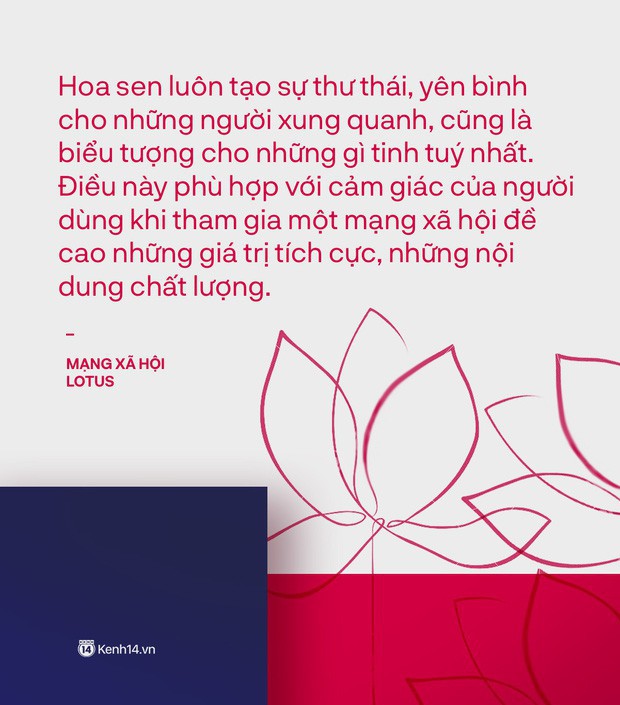 Hoa sen luôn tạo sự thư thái, yên bình
cho những người xung quanh, cũng là
biểu tượng cho những gì tinh tuý nhất.
Điều này phù hợp với cảm giác của người
dùng khi tham gia một mạng xã hội đề
cao những giá trị tích cực, những nội
dung chất lượng.
–
MẠNG XÃ HỘI
LOTUS
14 Kenh14.vn